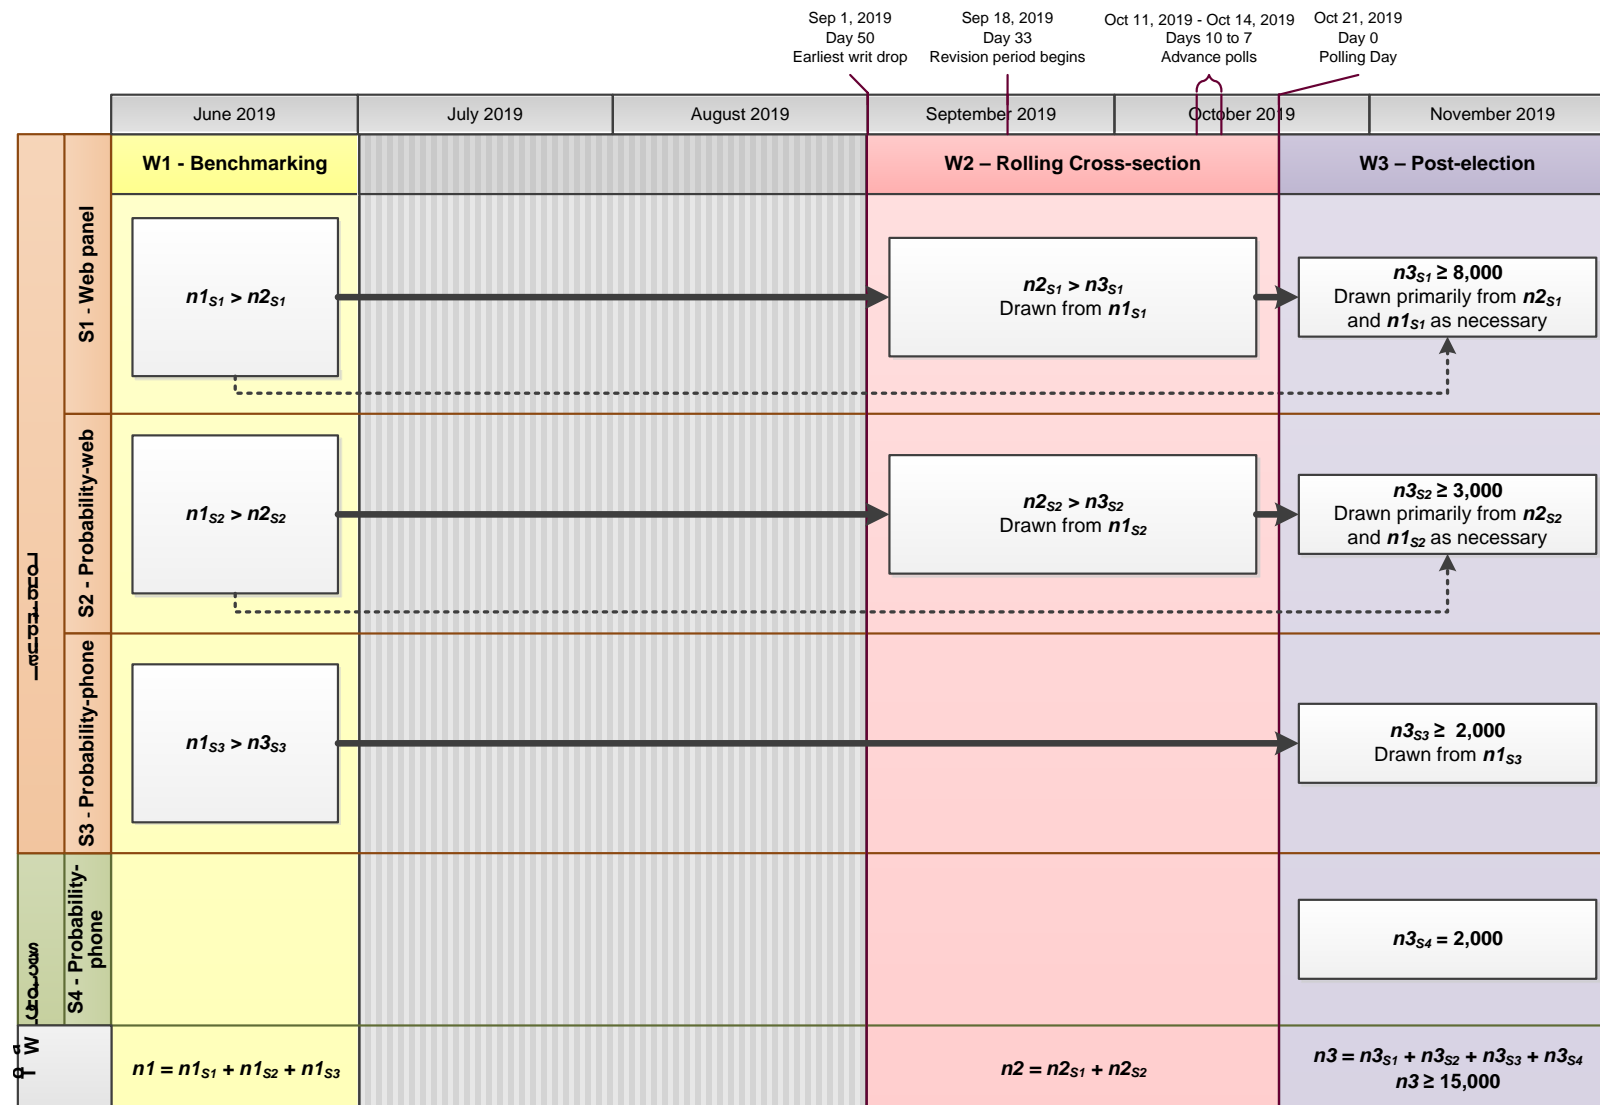 Sep 1, 2019
Day 50
Earliest writ drop
Sep 18, 2019
Day 33
Revision period begins
Oct 11, 2019 - Oct 14, 2019
Days 10 to 7
Advance polls
Oct 21, 2019
Day 0
Polling Day
June 2019
July 2019
August 2019
September 2019
October 2019
November 2019
W1 - Benchmarking
W2 – Rolling Cross-section
W3 – Post-election
S1 - Web panel
n1S1 > n2S1
n2S1 > n3S1
Drawn from n1S1
n3S1 ≥ 8,000
Drawn primarily from n2S1
and n1S1 as necessary
S2 - Probability-web
n1S2 > n2S2
n2S2 > n3S2
Drawn from n1S2
n3S2 ≥ 3,000
Drawn primarily from n2S2
and n1S2 as necessary
S3 - Probability-phone
n1S3 > n3S3
n3S3 ≥ 2,000
Drawn from n1S3
S4 - Probability-
phone
n3S4 = 2,000
n1 = n1S1 + n1S2 + n1S3
n2 = n2S1 + n2S2
n3 = n3S1 + n3S2 + n3S3 + n3S4
n3 ≥ 15,000